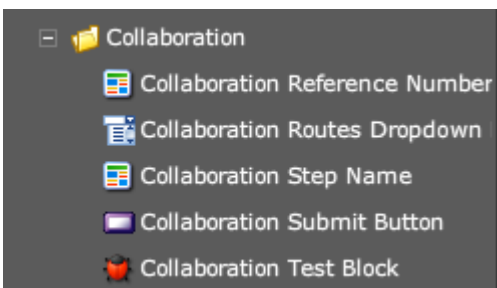 Collaboration
Collaboration Reference Number
Collaboration Routes Dropdown
Collaboration Step Name
Collaboration Submit Button
Collaboration Test Block